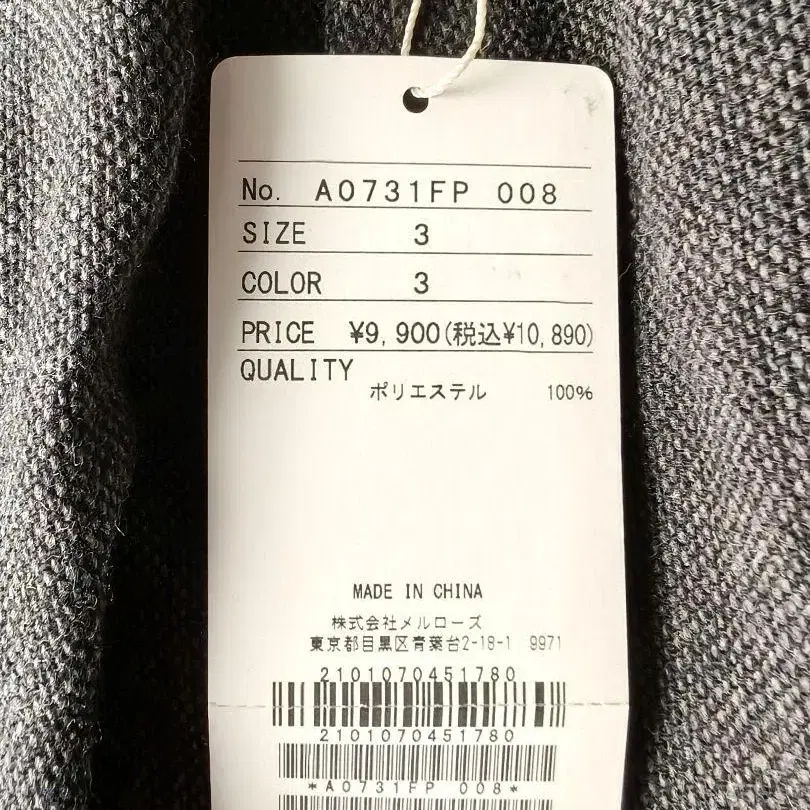 No. A0731FP 008
SIZE 3
COLOR 3
PRICE ¥9,900(税込¥10,890)
QUALITY
ポリエステル 100%
MADE IN CHINA
株式会社メルローズ
東京都目黒区青葉台2-18-1 9971
2101070451780
2101070451780
*A0731FP 008*